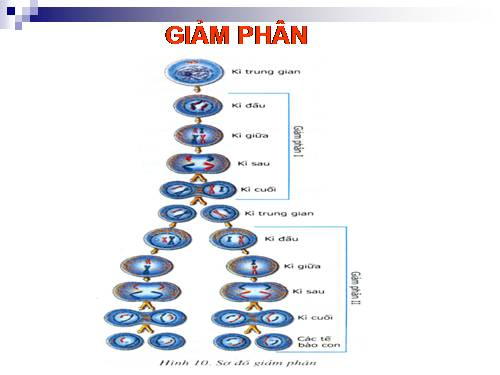 GIẢM PHÂN
Kì trung gian
Kì đầu
Kì giữa
Kì sau
Kì cuối
Giảm phân I
Kì trung gian
Kì đầu
Kì giữa
Kì sau
Kì cuối
Giảm phân II
Các tế
bào con
Hình 10. Sơ đồ giảm phân